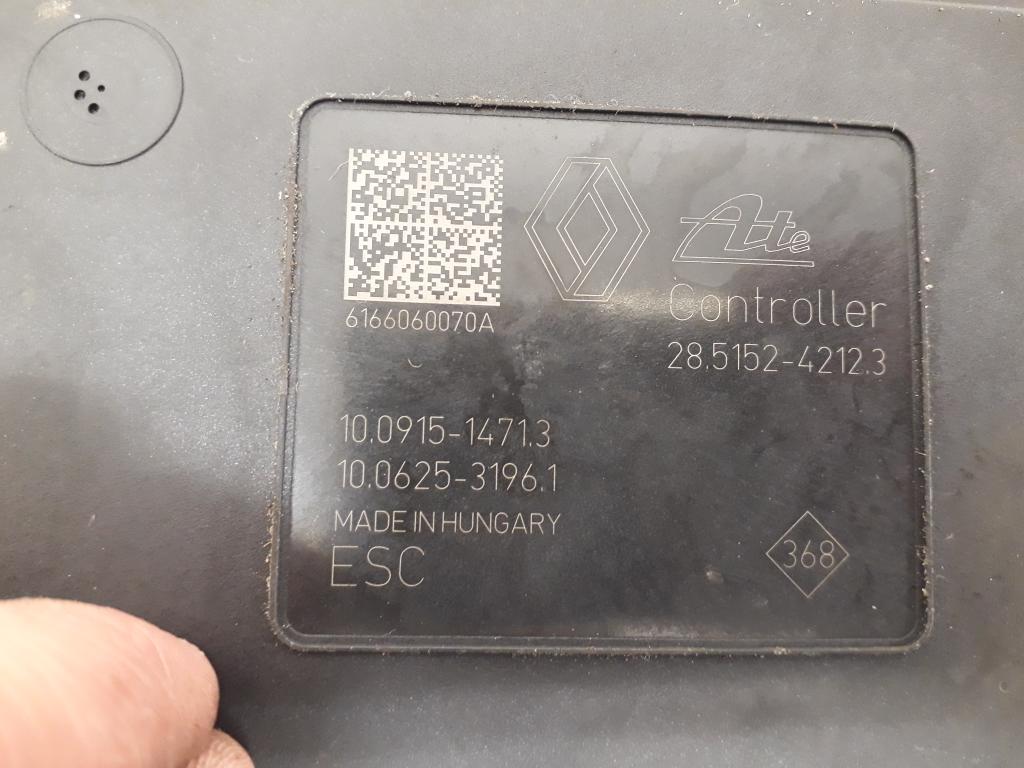 Ate
6166060070A
Controller
28.5152-4212.3
10.0915-1471.3
10.0625-3196.1
MADE IN HUNGARY
ESC
368